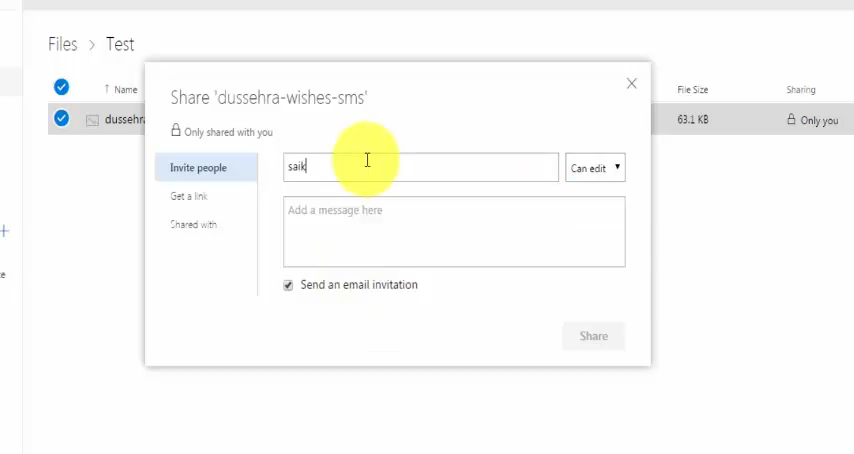 Files > Test
↑ Name
File Size
Sharing
dussehra
63.1 KB
Only you
Share 'dussehra-wishes-sms'
Only shared with you
Invite people
saik
Can edit
Get a link
Add a message here
Shared with
Send an email invitation
Share